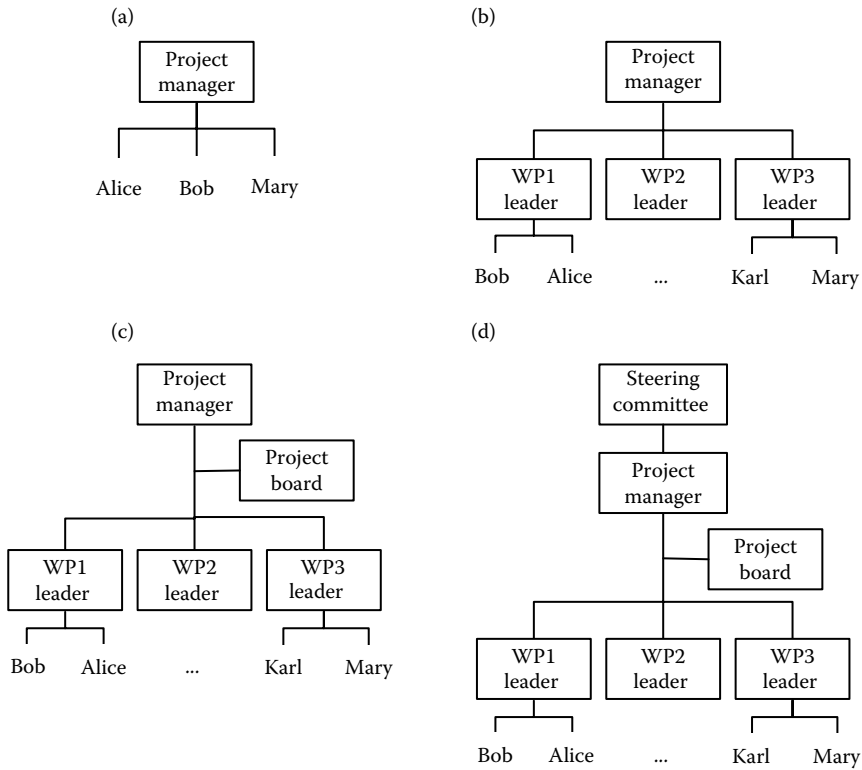 (a)
Project
manager
Alice Bob Mary
(b)
Project
manager
WP1
leader
WP2
leader
WP3
leader
Bob Alice ... Karl Mary
(c)
Project
manager
Project
board
WP1
leader
WP2
leader
WP3
leader
Bob Alice ... Karl Mary
(d)
Steering
committee
Project
manager
Project
board
WP1
leader
WP2
leader
WP3
leader
Bob Alice ... Karl Mary